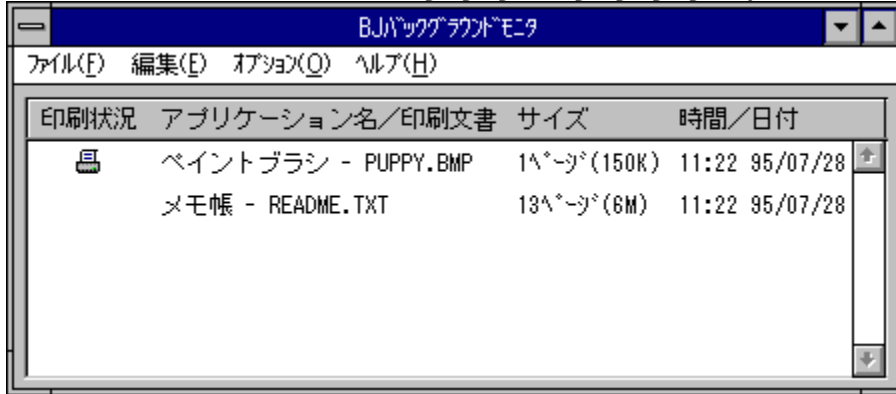 BJﾊﾞｯｸｸﾞﾗｳﾝﾄﾞﾓﾆﾀ
ﾌｧｲﾙ(F) 編集(E) ｵﾌﾟｼｮﾝ(O) ﾍﾙﾌﾟ(H)
印刷状況 アプリケーション名／印刷文書 サイズ 時間／日付
ペイントブラシ - PUPPY.BMP 1ﾍﾟｰｼﾞ(150K) 11:22 95/07/28
メモ帳 - README.TXT 13ﾍﾟｰｼﾞ(6M) 11:22 95/07/28